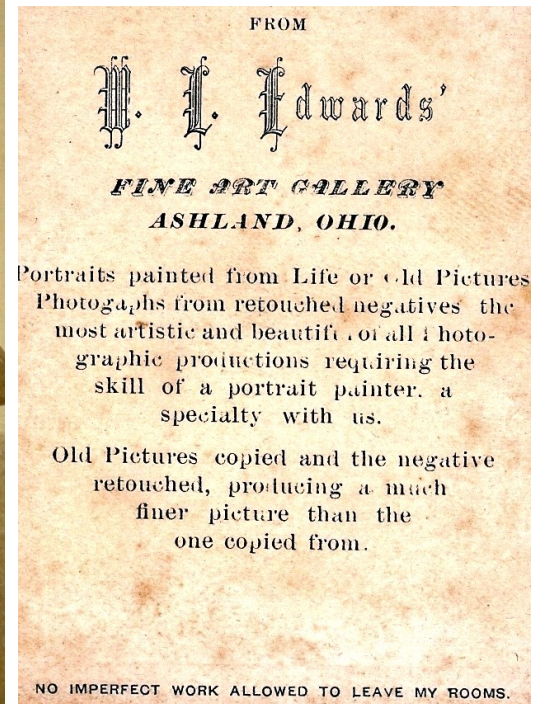 FROM
W. L. Edwards'
FINE ART GALLERY
ASHLAND, OHIO.
Portraits painted from Life or Old Pictures
Photogaphs from retouched negatives the
most artistic and beautiful of all Photo-
graphic productions requiring the
skill of a portrait painter. a
specialty with us.
Old Pictures copied and the negative
retouched, producing a much
finer picture than the
one copied from.
NO IMPERFECT WORK ALLOWED TO LEAVE MY ROOMS.